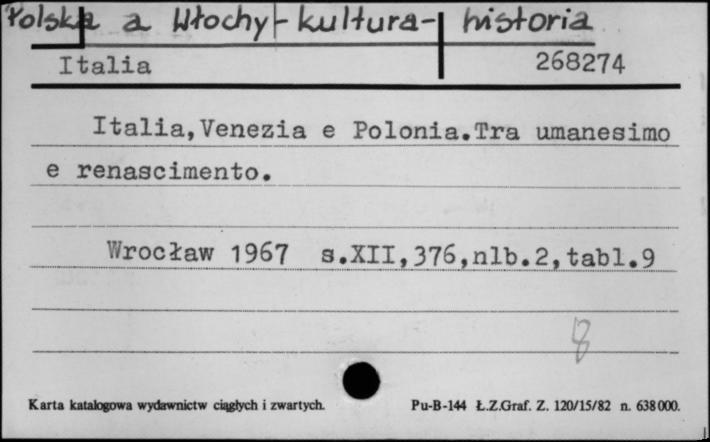 Polska a Włochy - kultura - historia
Italia 268274
Italia, Venezia e Polonia. Tra umanesimo
e renascimento.
Wrocław 1967 s.XII,376,nlb.2,tabl.9
8
Karta katalogowa wydawnictw ciągłych i zwartych. Pu-B-144 Ł.Z.Graf. Z. 120/15/82 n. 638000.